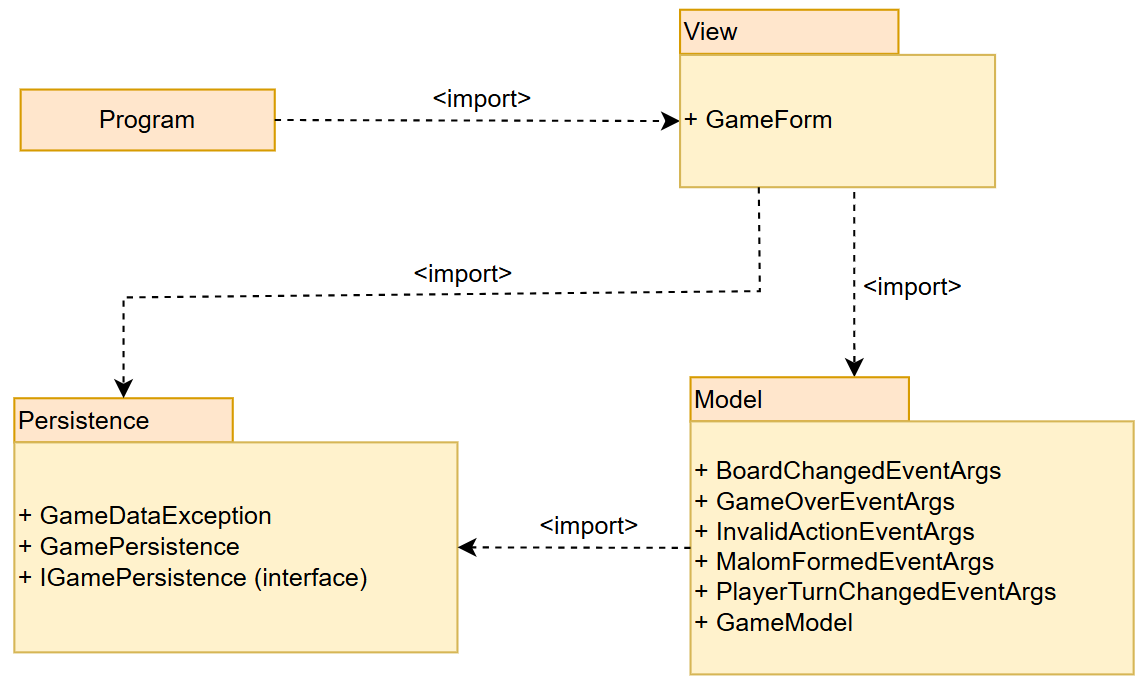 View
<import>
Program
+ GameForm
<import>
<import>
Model
Persistence
+ BoardChangedEventArgs
+ GameOverEventArgs
+ InvalidActionEventArgs
+ MalomFormedEventArgs
+ PlayerTurnChangedEventArgs
+ GameModel
<import>
+ GameDataException
+ GamePersistence
+ IGamePersistence (interface)